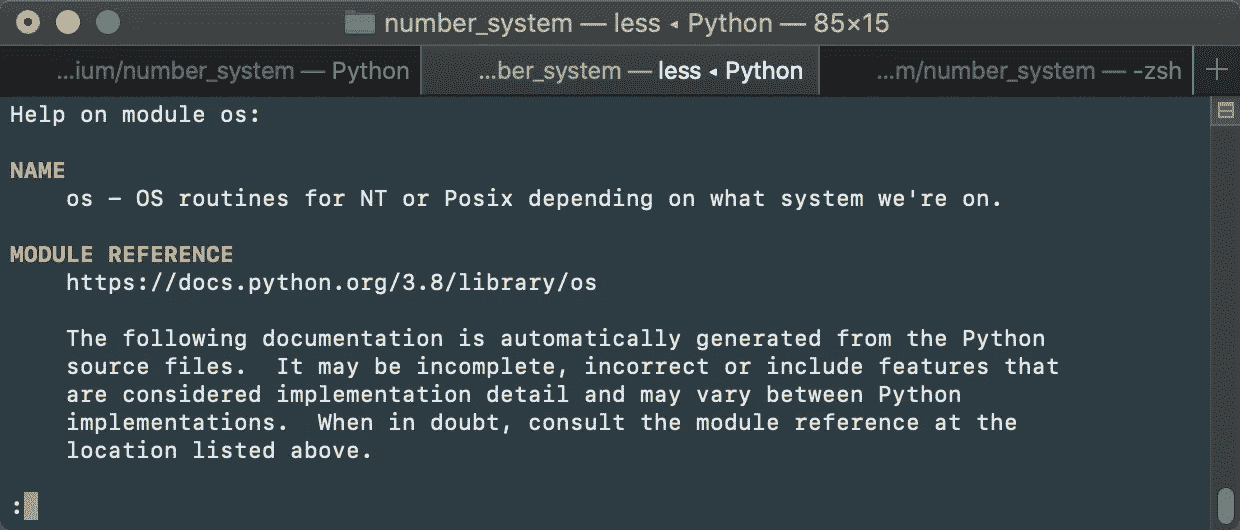 number_system — less ◂ Python — 85×15
...ium/number_system — Python
...ber_system — less ◂ Python
...m/number_system — -zsh
+
Help on module os:
NAME
os - OS routines for NT or Posix depending on what system we're on.
MODULE REFERENCE
https://docs.python.org/3.8/library/os
The following documentation is automatically generated from the Python
source files.  It may be incomplete, incorrect or include features that
are considered implementation detail and may vary between Python
implementations.  When in doubt, consult the module reference at the
location listed above.
: